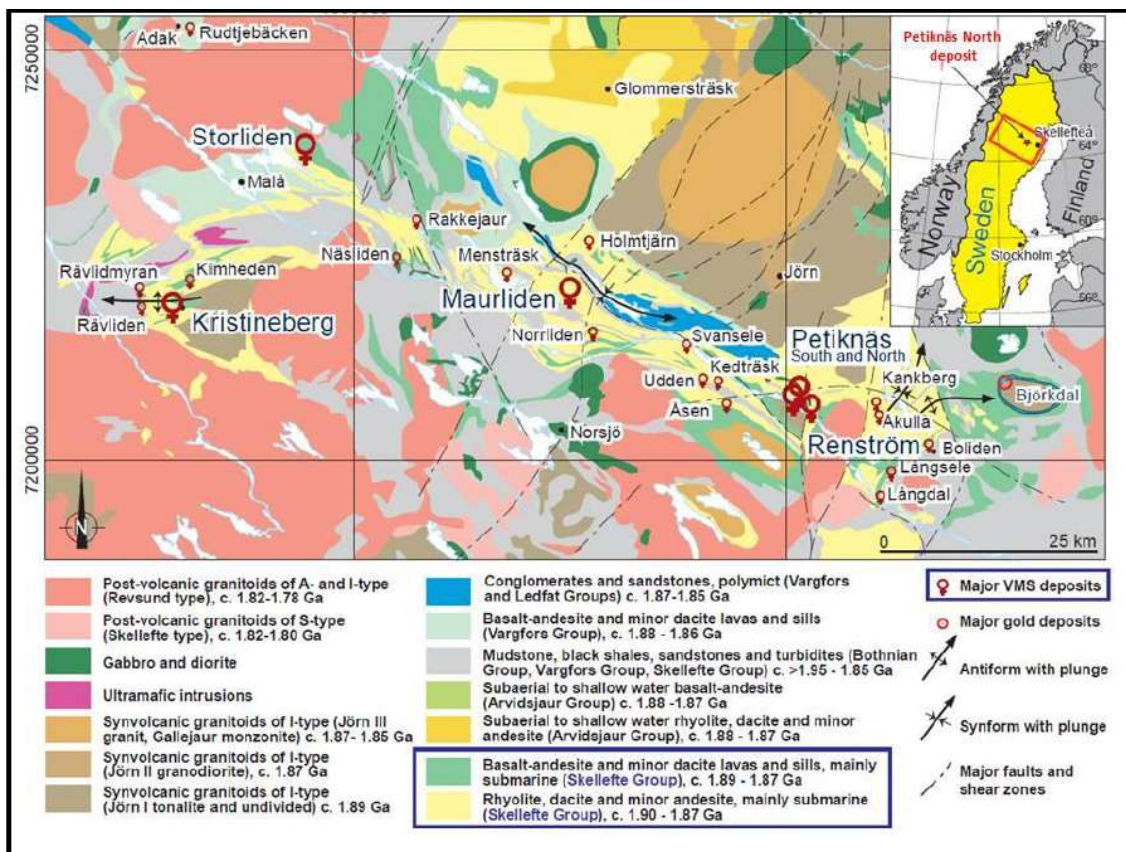 Petiknäs North
deposit
68°
Skellefteå
64°
Norway
Sweden
Finland
60°
Stockholm
56°
7250000
7200000
Adak
Rudtjebäcken
Glommersträsk
Storliden
Malå
Rakkejaur
Holmtjärn
Näsliden
Mensträsk
Jörn
Rävlidmyran
Kimheden
Maurliden
Rävliden
Kristineberg
Norrliden
Svansele
Petiknäs
South and North
Kedträsk
Udden
Kankberg
Björkdal
Åsen
Akulla
Norsjö
Renström
Boliden
Långsele
Långdal
N
0 25 km
Post-volcanic granitoids of A- and I-type
(Revsund type), c. 1.82-1.78 Ga
Post-volcanic granitoids of S-type
(Skellefte type), c. 1.82-1.80 Ga
Gabbro and diorite
Ultramafic intrusions
Synvolcanic granitoids of I-type (Jörn III
granit, Gallejaur monzonite) c. 1.87- 1.85 Ga
Synvolcanic granitoids of I-type
(Jörn II granodiorite), c. 1.87 Ga
Synvolcanic granitoids of I-type
(Jörn I tonalite and undivided) c. 1.89 Ga
Conglomerates and sandstones, polymict (Vargfors
and Ledfat Groups) c. 1.87-1.85 Ga
Basalt-andesite and minor dacite lavas and sills
(Vargfors Group), c. 1.88 - 1.86 Ga
Mudstone, black shales, sandstones and turbidites (Bothnian
Group, Vargfors Group, Skellefte Group) c. >1.95 - 1.85 Ga
Subaerial to shallow water basalt-andesite
(Arvidsjaur Group) c. 1.88 -1.87 Ga
Subaerial to shallow water rhyolite, dacite and minor
andesite (Arvidsjaur Group), c. 1.88 - 1.87 Ga
Basalt-andesite and minor dacite lavas and sills, mainly
submarine (Skellefte Group), c. 1.89 - 1.87 Ga
Rhyolite, dacite and minor andesite, mainly submarine
(Skellefte Group) c. 1.90 - 1.87 Ga
Major VMS deposits
Major gold deposits
Antiform with plunge
Synform with plunge
Major faults and
shear zones